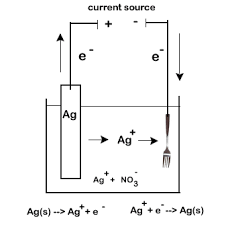 current source
+ -
e⁻ e⁻
Ag
Ag⁺
Ag⁺ + NO₃⁻
Ag(s) --> Ag⁺ + e⁻ Ag⁺ + e⁻ --> Ag(s)